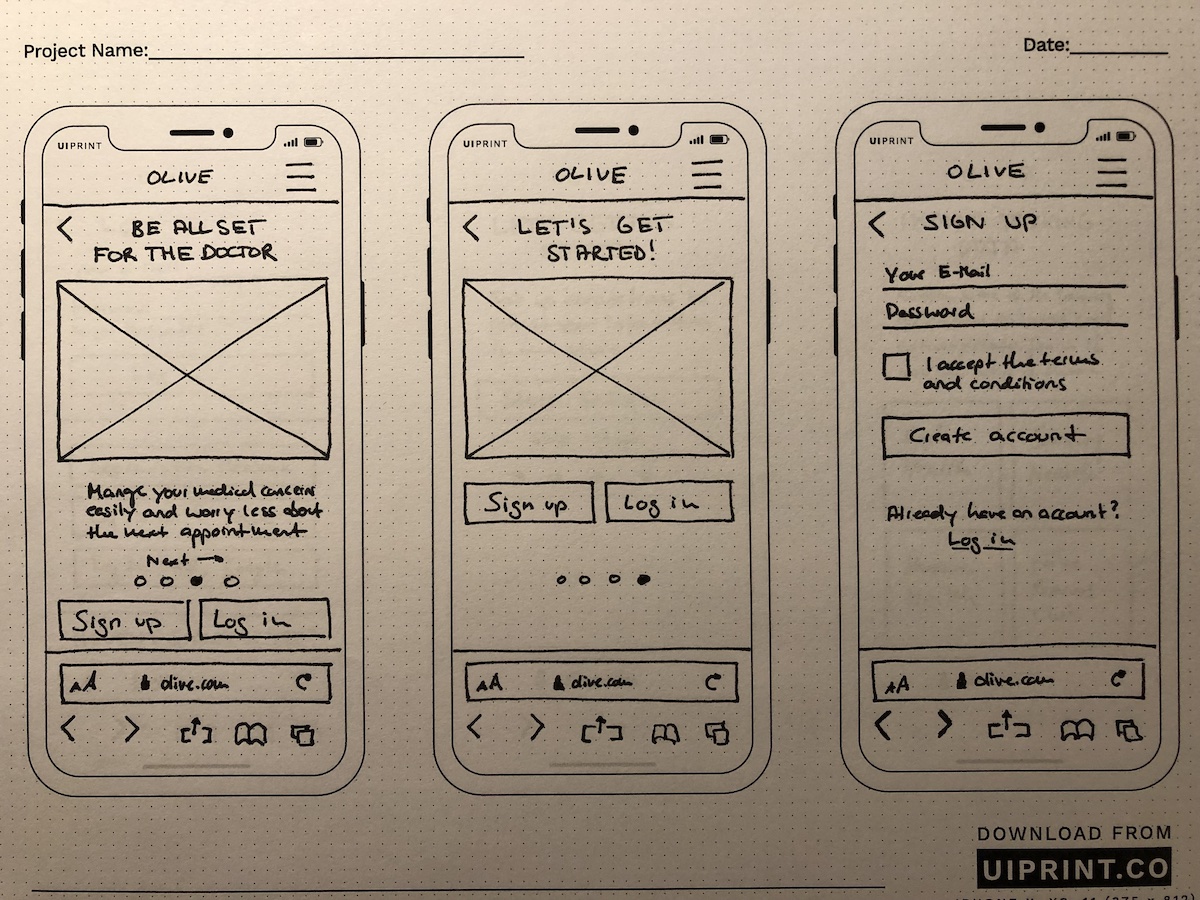 Project Name:
Date:
UIPRINT
OLIVE
BE ALL SET
FOR THE DOCTOR
Mange your medical concerns
easily and worry less about
the next appointment
Next →
Sign up
Log in
AA
olive.com
UIPRINT
OLIVE
LET'S GET
STARTED!
Sign up
Log in
AA
olive.com
UIPRINT
OLIVE
SIGN UP
Your E-Mail
Password
I accept the terms
and conditions
Create account
Already have an account?
Log in
AA
olive.com
DOWNLOAD FROM
UIPRINT.CO